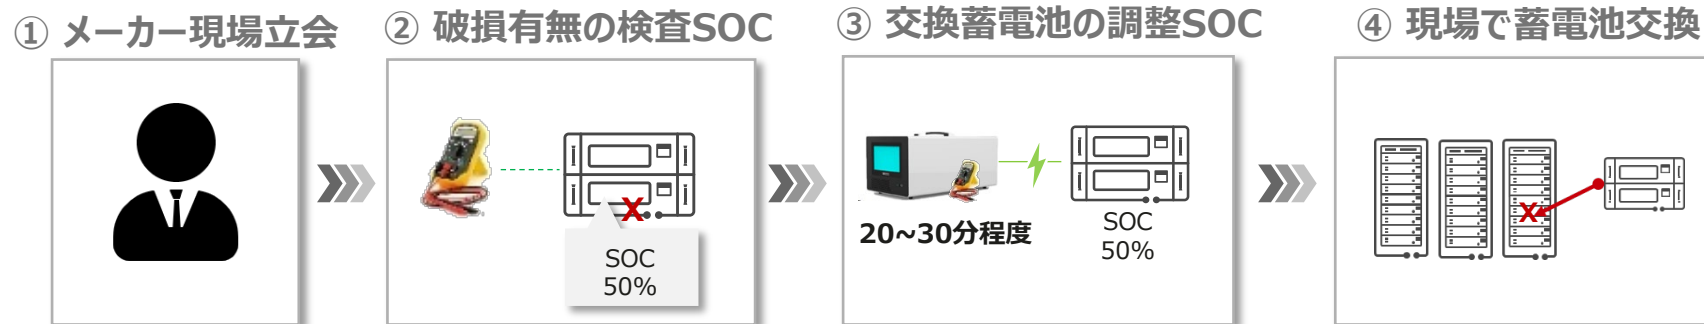 ① メーカー現場立会
② 破損有無の検査SOC
③ 交換蓄電池の調整SOC
④ 現場で蓄電池交換
X
SOC
50%
20~30分程度
SOC
50%
X